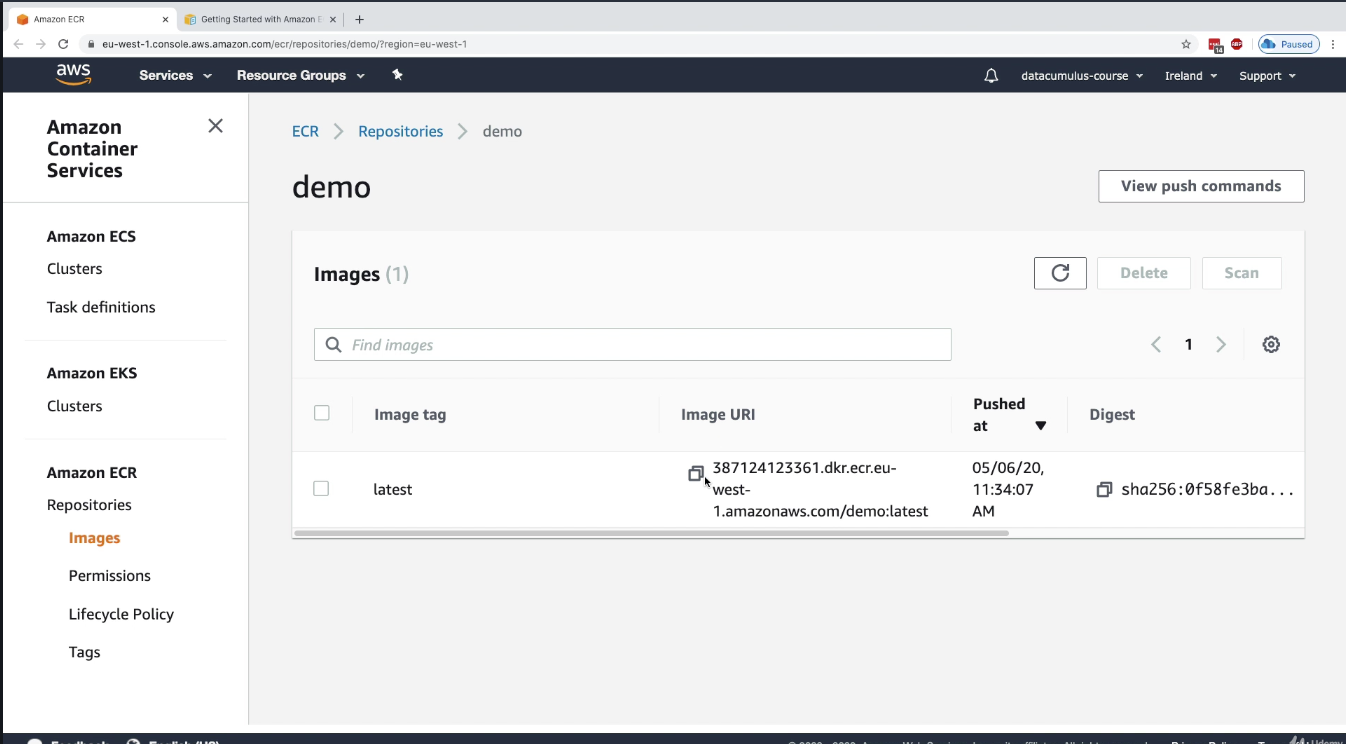 Amazon ECR
Getting Started with Amazon E
eu-west-1.console.aws.amazon.com/ecr/repositories/demo/?region=eu-west-1
14
ABP
Paused
aws
Services
Resource Groups
datacumulus-course
Ireland
Support
Amazon
Container
Services
Amazon ECS
Clusters
Task definitions
Amazon EKS
Clusters
Amazon ECR
Repositories
Images
Permissions
Lifecycle Policy
Tags
ECR
Repositories
demo
demo
View push commands
Images (1)
Delete
Scan
Find images
1
Image tag
Image URI
Pushed
at
Digest
latest
387124123361.dkr.ecr.eu-
west-
1.amazonaws.com/demo:latest
05/06/20,
11:34:07
AM
sha256:0f58fe3ba...